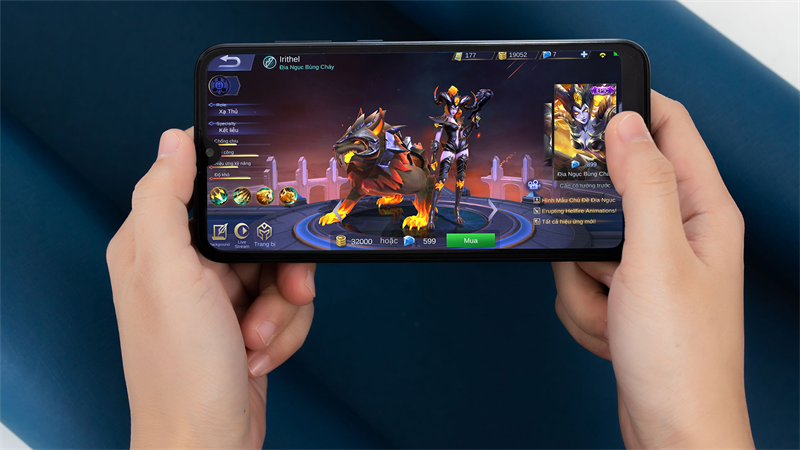 Irithel
Địa Ngục Bùng Cháy
177
19052
7
Role
Xạ Thủ
Specialty
Kết liễu
Chống chịu
công
Hiệu ứng kỹ năng
Độ khó
Background
Live Stream
Trang bị
32000 hoặc 599
Mua
899
Địa Ngục Bùng Ch
Cần có tướng trước
Hình Mẫu Chủ Đề Địa Ngục
Erupting Hellfire Animations!
Tất cả hiệu ứng mới!